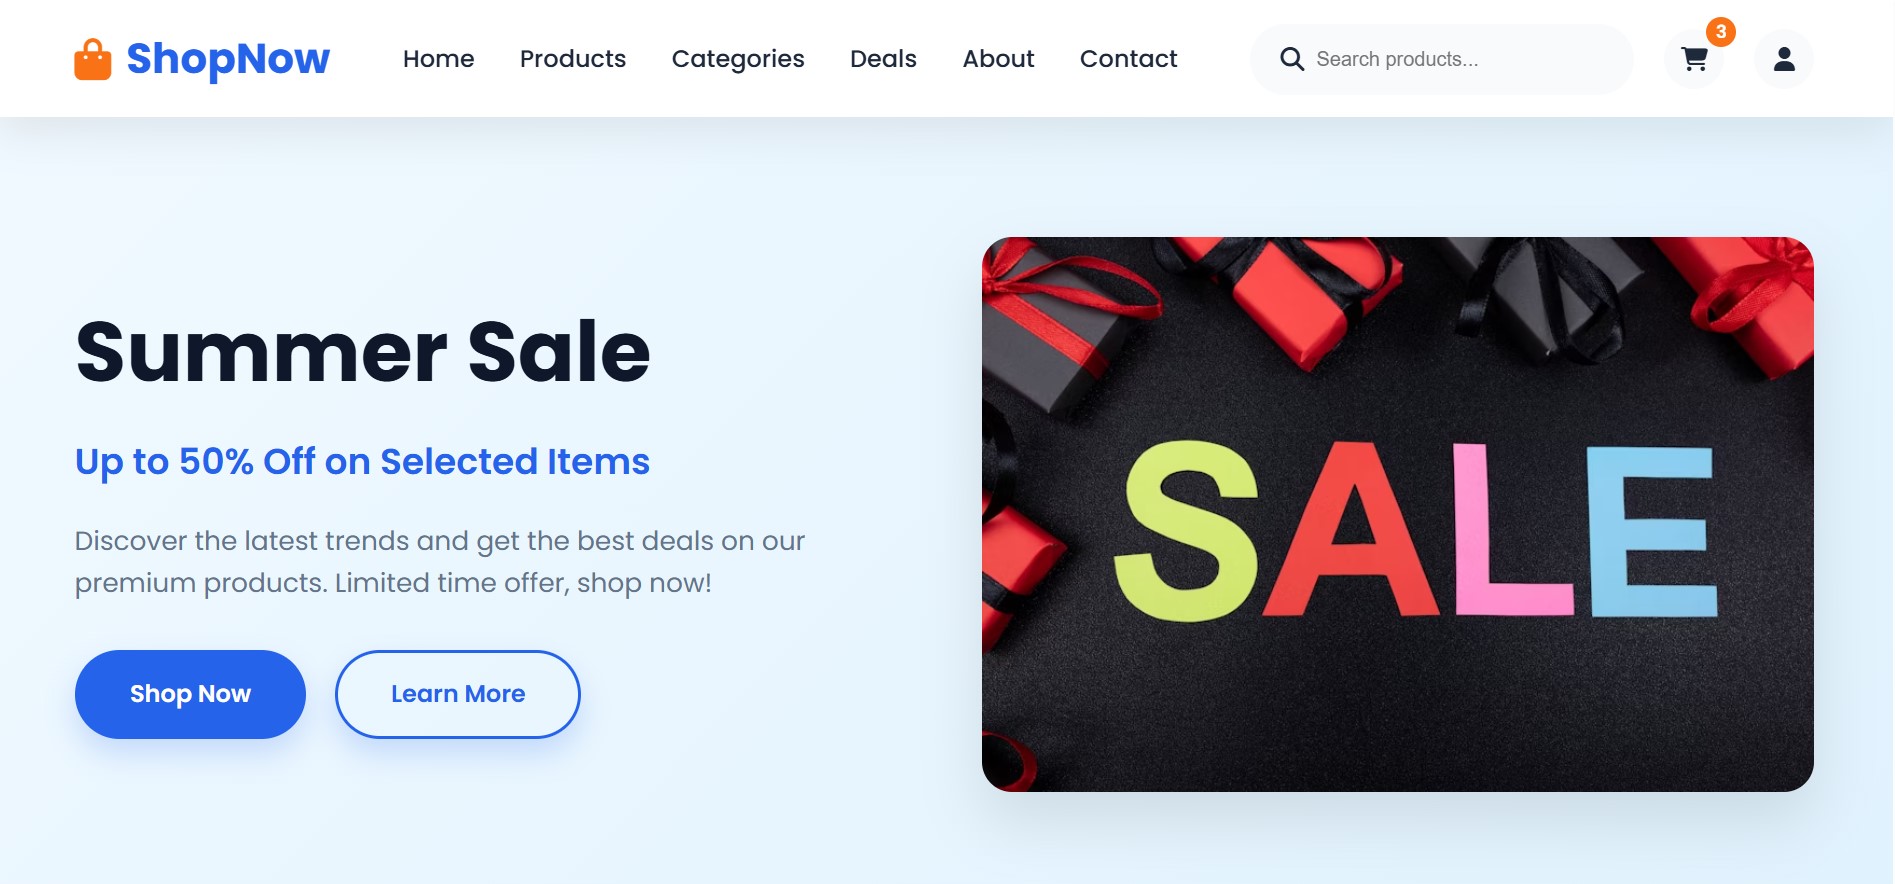 ShopNow
Home
Products
Categories
Deals
About
Contact
Search products...
3
Summer Sale
Up to 50% Off on Selected Items
Discover the latest trends and get the best deals on our
premium products. Limited time offer, shop now!
Shop Now
Learn More
SALE